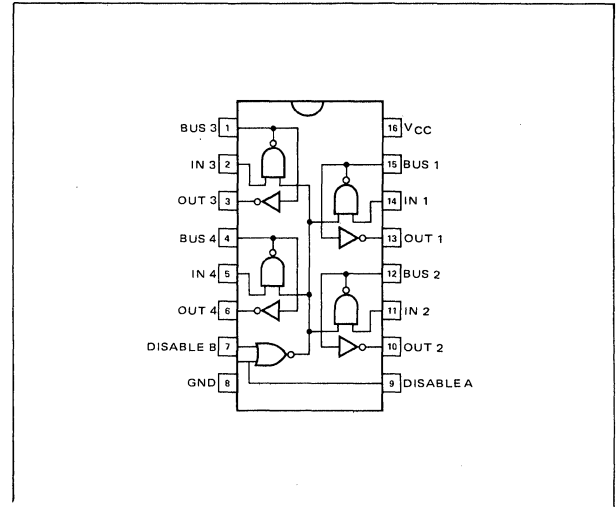 BUS 3 1
IN 3 2
OUT 3 3
BUS 4 4
IN 4 5
OUT 4 6
DISABLE B 7
GND 8
16 VCC
15 BUS 1
14 IN 1
13 OUT 1
12 BUS 2
11 IN 2
10 OUT 2
9 DISABLE A